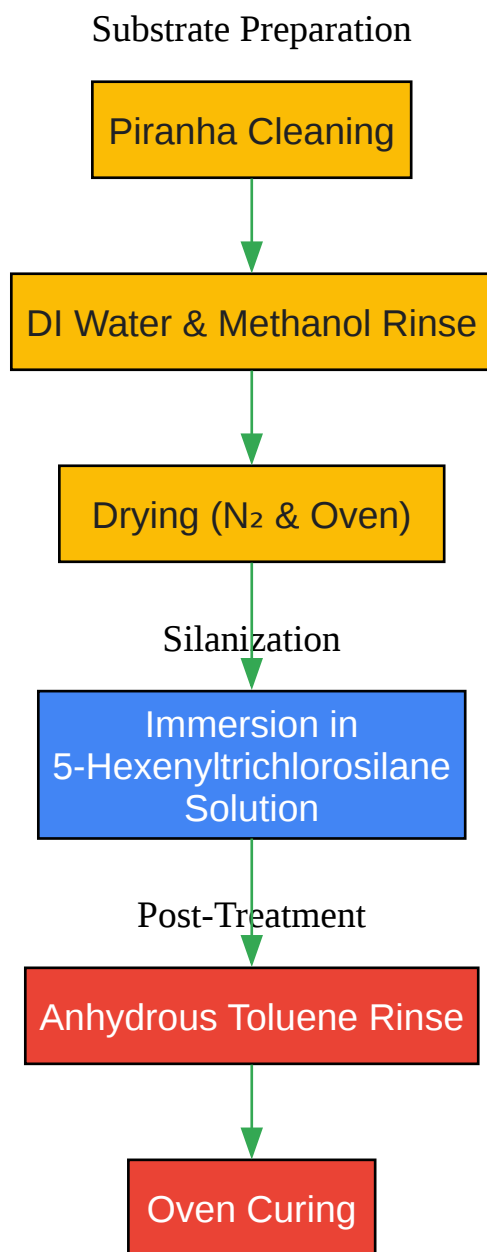 Substrate Preparation
Piranha Cleaning
DI Water & Methanol Rinse
Drying (N₂ & Oven)
Silanization
Immersion in
5-Hexenyltrichlorosilane
Solution
Post-Treatment
Anhydrous Toluene Rinse
Oven Curing